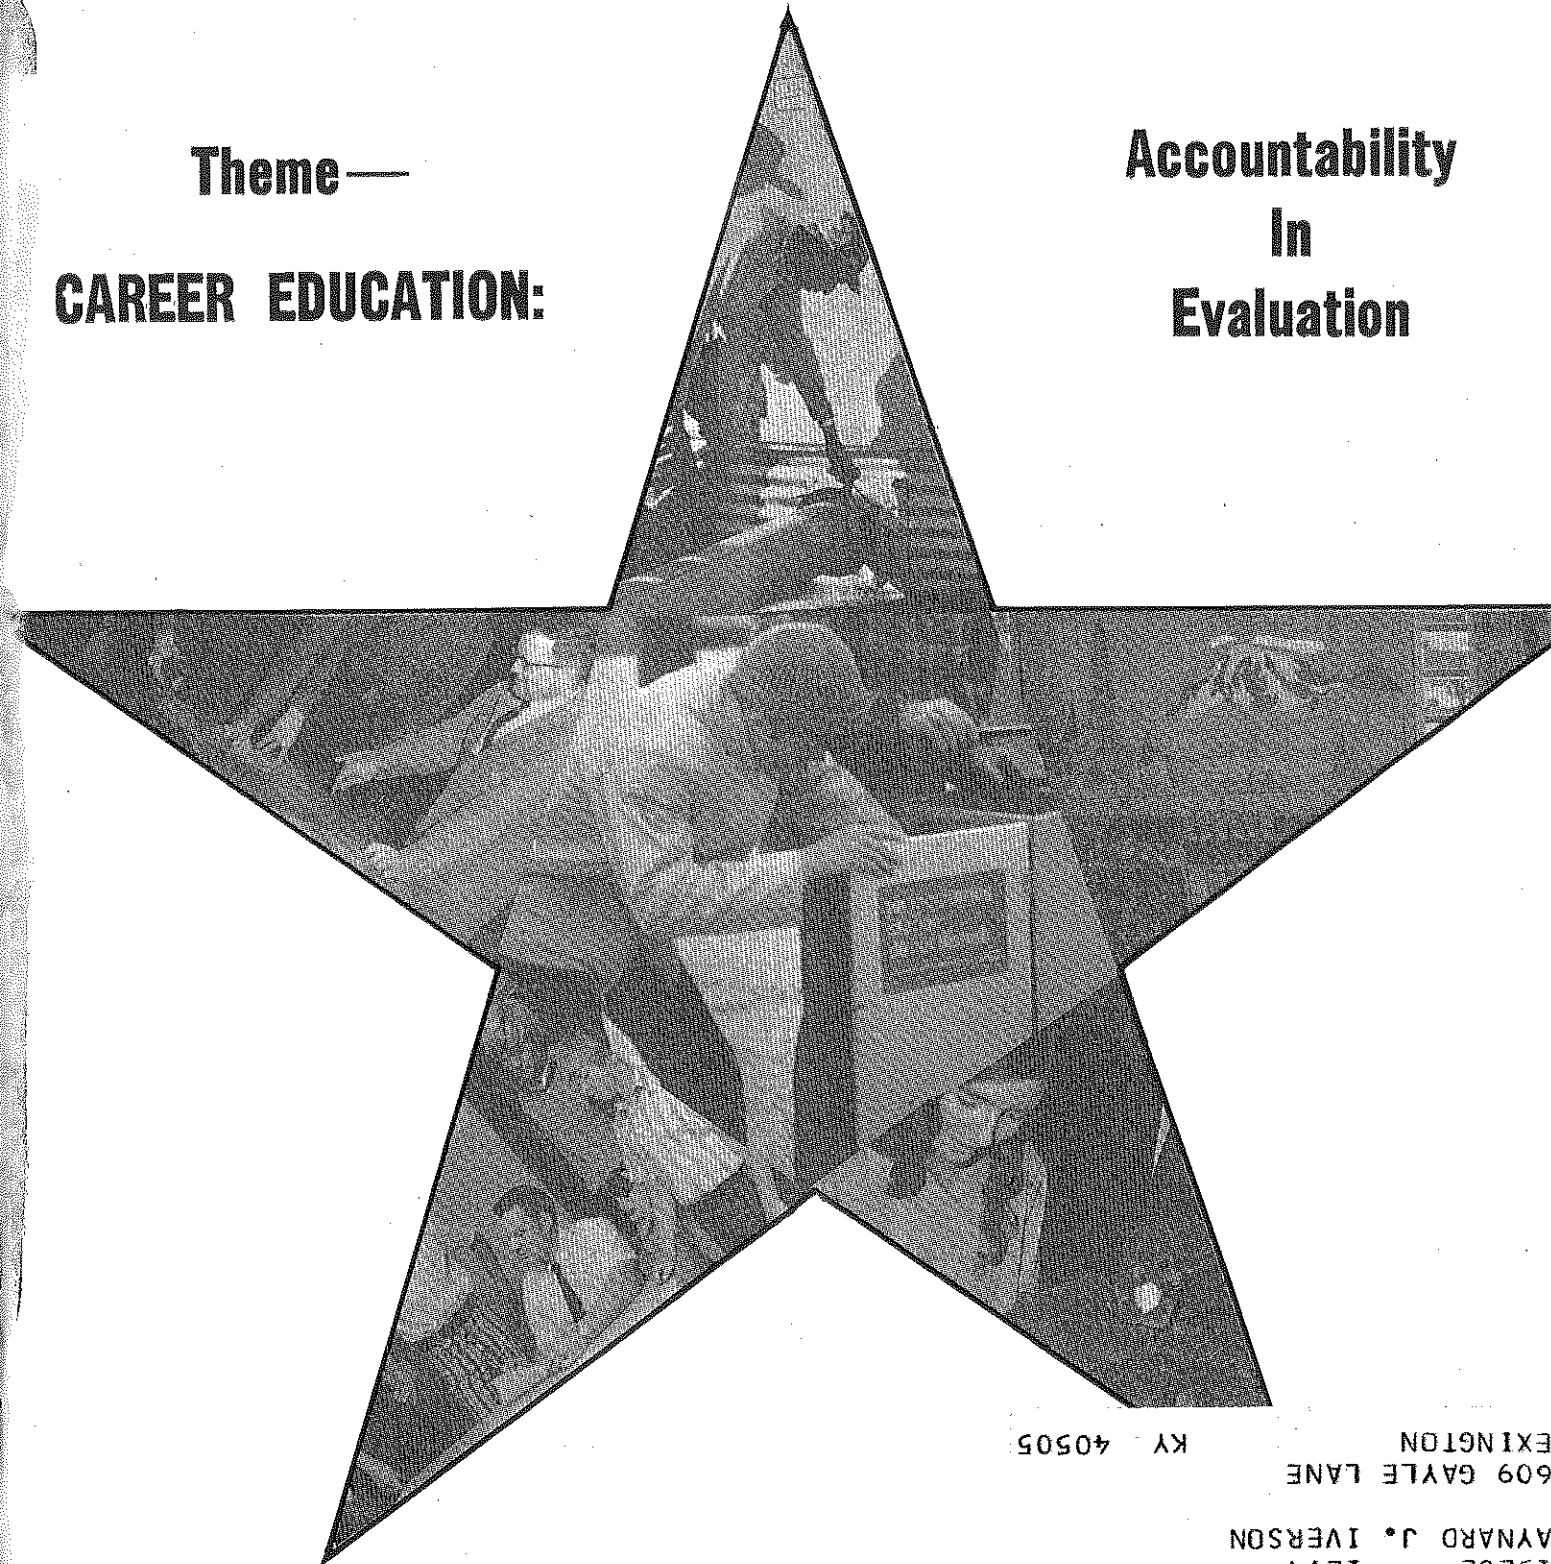 Theme—
CAREER EDUCATION:
Accountability
In
Evaluation
AYNARD J. IVERSON
609 GAYLE LANE
EXINGTON KY 40505